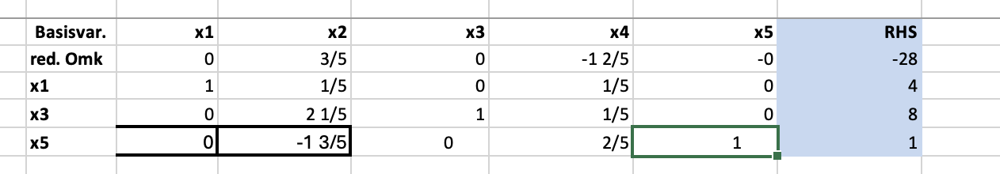 Basisvar. x1 x2 x3 x4 x5 RHS
red. Omk 0 3/5 0 -1 2/5 -0 -28
x1 1 1/5 0 1/5 0 4
x3 0 2 1/5 1 1/5 0 8
x5 0 -1 3/5 0 2/5 1 1